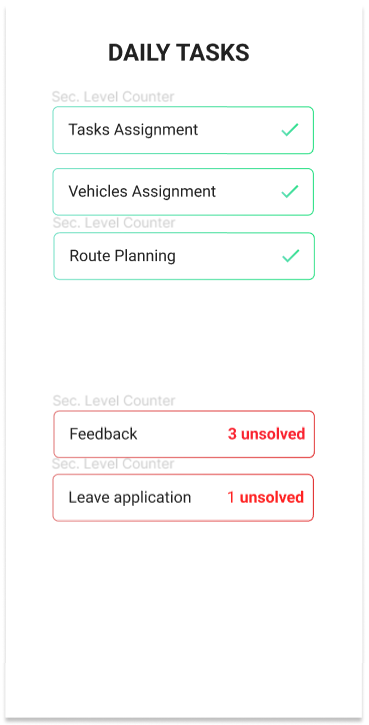 DAILY TASKS
Sec. Level Counter
Tasks Assignment
Vehicles Assignment
Sec. Level Counter
Route Planning
Sec. Level Counter
Feedback 3 unsolved
Sec. Level Counter
Leave application 1 unsolved